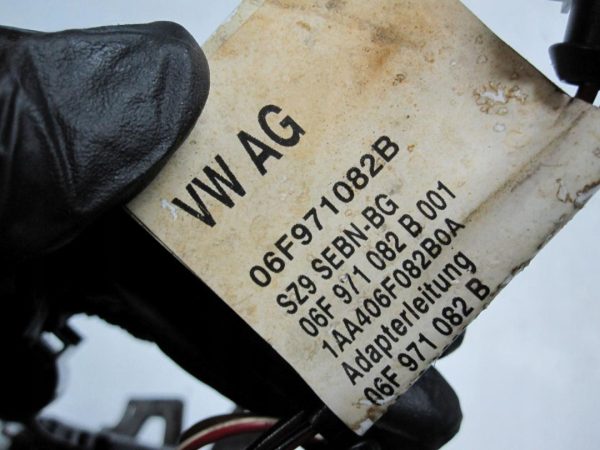 VW AG
06F971082B
SZ9 SEBN-BG
06F 971 082 B 001
1AA406F082B0A
Adapterleitung
06F 971 082 B